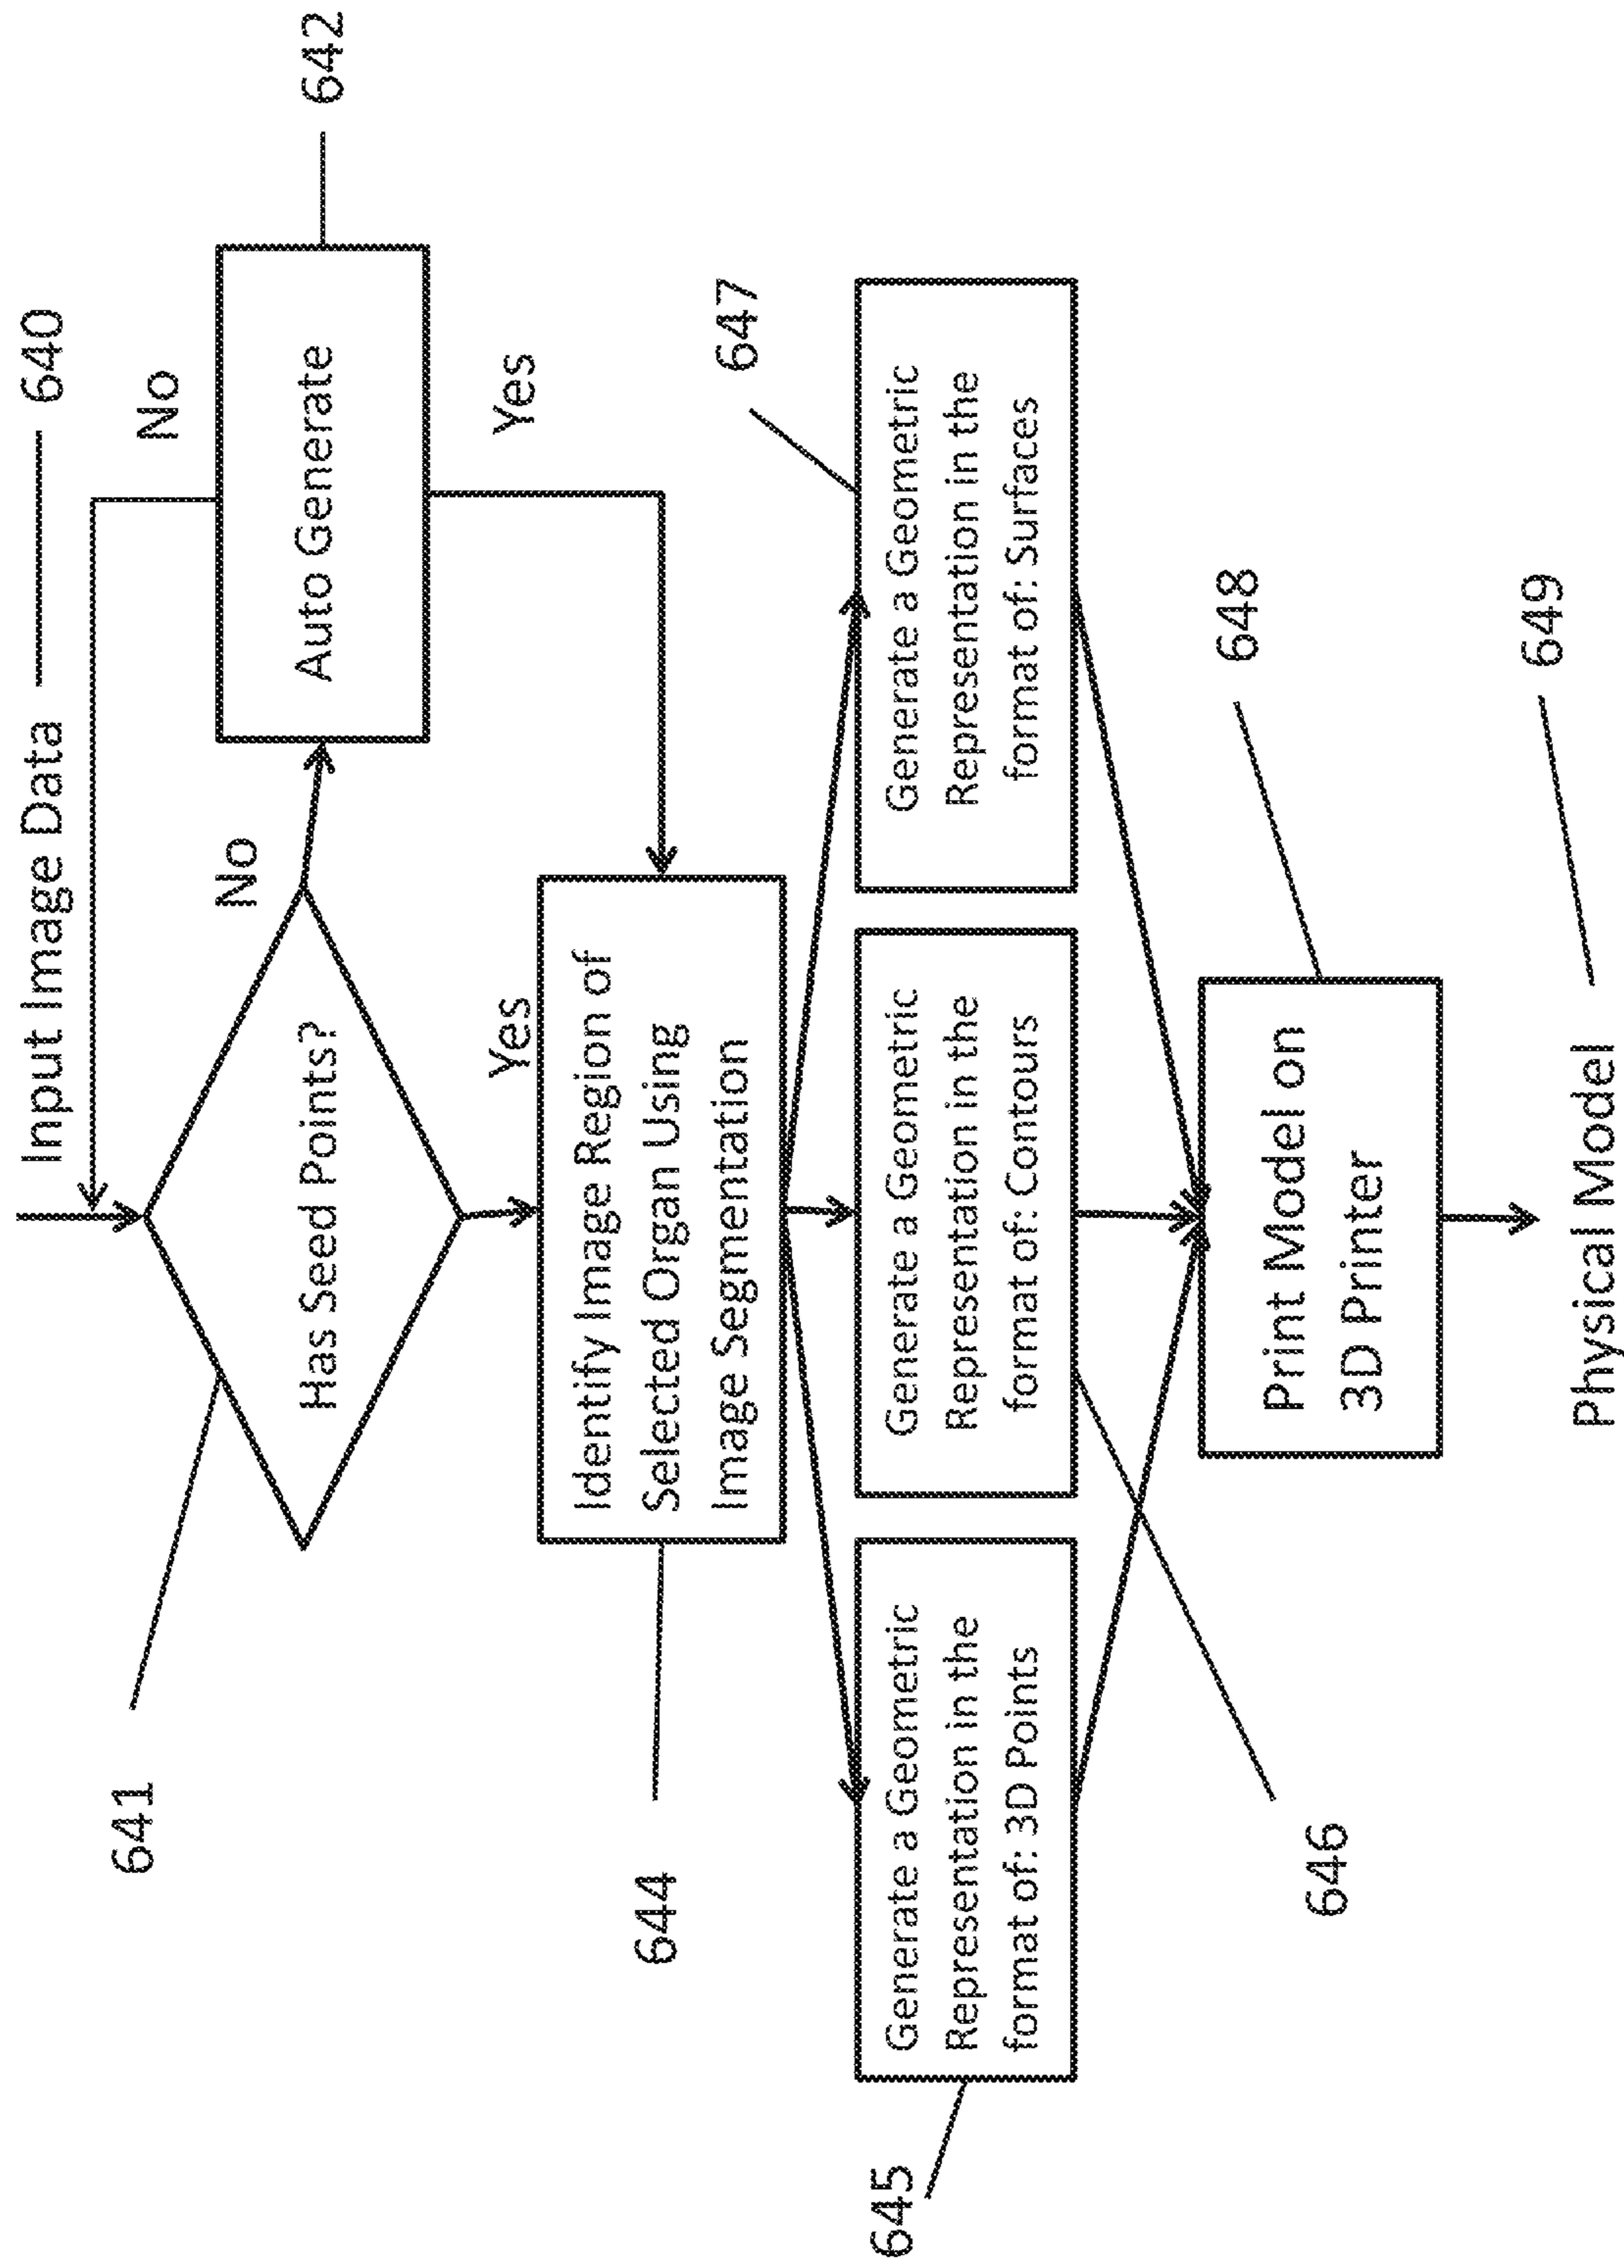 Input Image Data
640
No
642
641
Has Seed Points?
No
Auto Generate
Yes
Yes
644
Identify Image Region of
Selected Organ Using
Image Segmentation
647
645
Generate a Geometric
Representation in the
format of: 3D Points
Generate a Geometric
Representation in the
format of: Contours
Generate a Geometric
Representation in the
format of: Surfaces
646
648
Print Model on
3D Printer
649
Physical Model